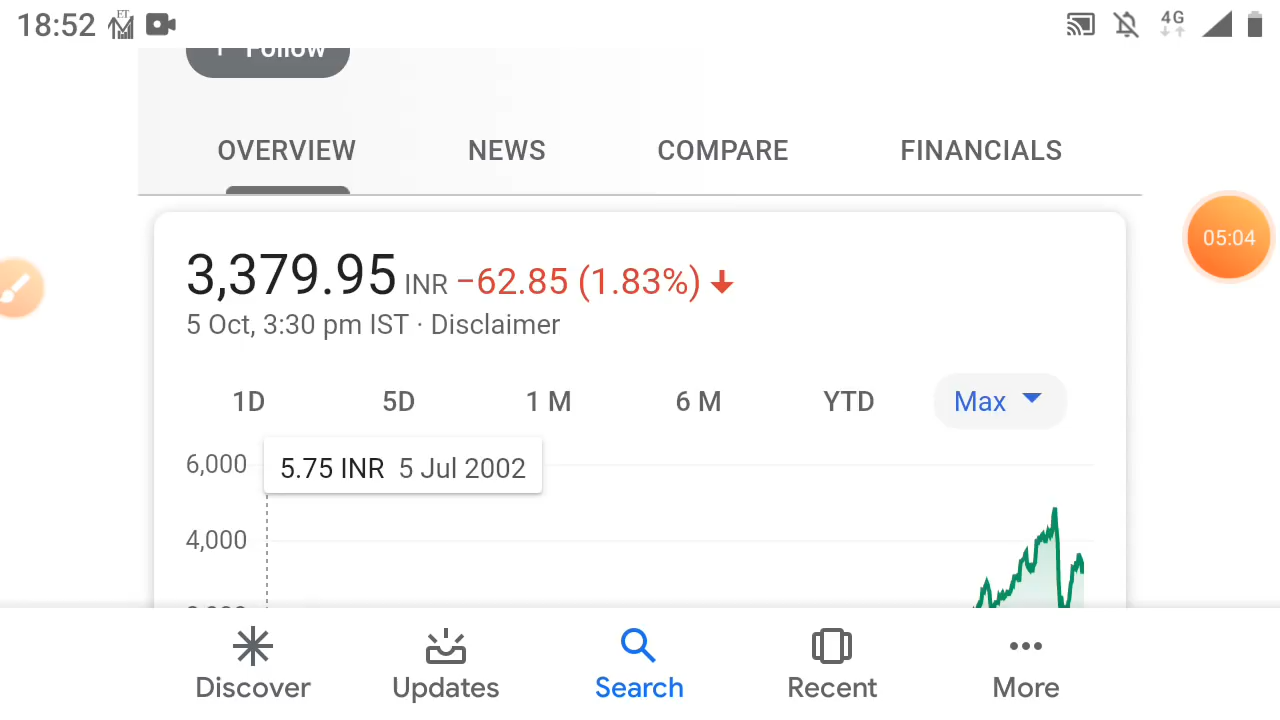 18:52 ET 4G
Follow
OVERVIEW NEWS COMPARE FINANCIALS
05:04
3,379.95 INR −62.85 (1.83%)
5 Oct, 3:30 pm IST · Disclaimer
1D 5D 1 M 6 M YTD Max
6,000 5.75 INR 5 Jul 2002
4,000
Discover Updates Search Recent More